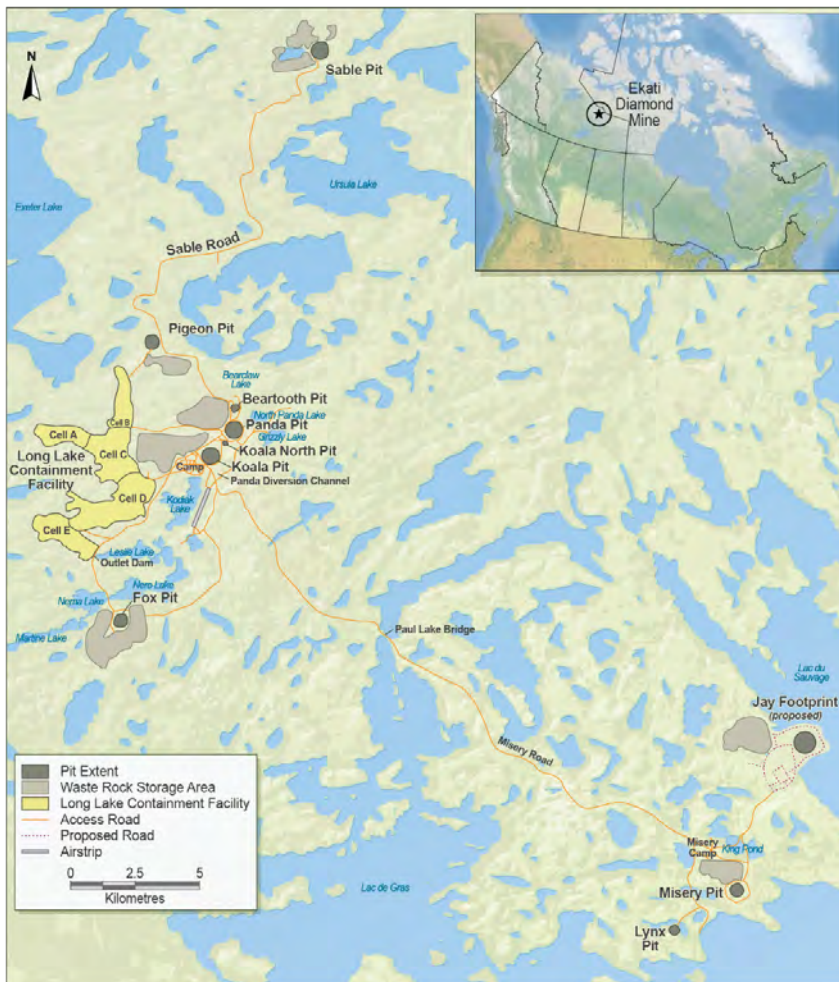 N
Sable Pit
Ekati
Diamond
Mine
Ursula Lake
Exeter Lake
Sable Road
Pigeon Pit
Bearclaw
Lake
Beartooth Pit
Cell B
North Panda Lake
Panda Pit
Cell A
Grizzly Lake
Cell C
Koala North Pit
Long Lake
Containment
Facility
Camp
Koala Pit
Panda Diversion Channel
Cell D
Kodiak
Lake
Cell E
Leslie Lake
Outlet Dam
Nero Lake
Fox Pit
Nema Lake
Martine Lake
Paul Lake Bridge
Lac du
Sauvage
Jay Footprint
(proposed)
Misery Road
Pit Extent
Waste Rock Storage Area
Long Lake Containment Facility
Access Road
Proposed Road
Airstrip
0 2.5 5
Kilometres
Misery
Camp
King Pond
Lac de Gras
Misery Pit
Lynx
Pit